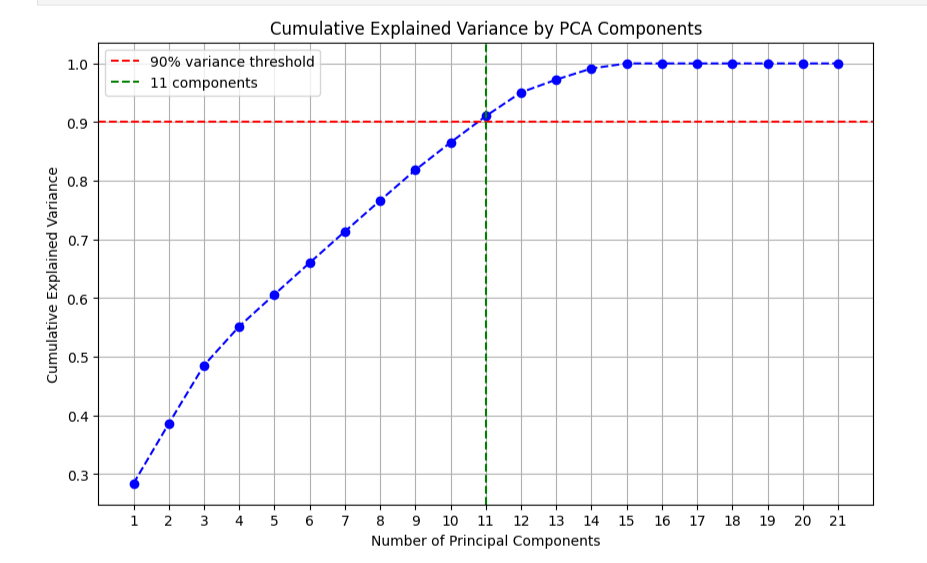 Cumulative Explained Variance by PCA Components
90% variance threshold
11 components
Cumulative Explained Variance
1.0
0.9
0.8
0.7
0.6
0.5
0.4
0.3
1 2 3 4 5 6 7 8 9 10 11 12 13 14 15 16 17 18 19 20 21
Number of Principal Components